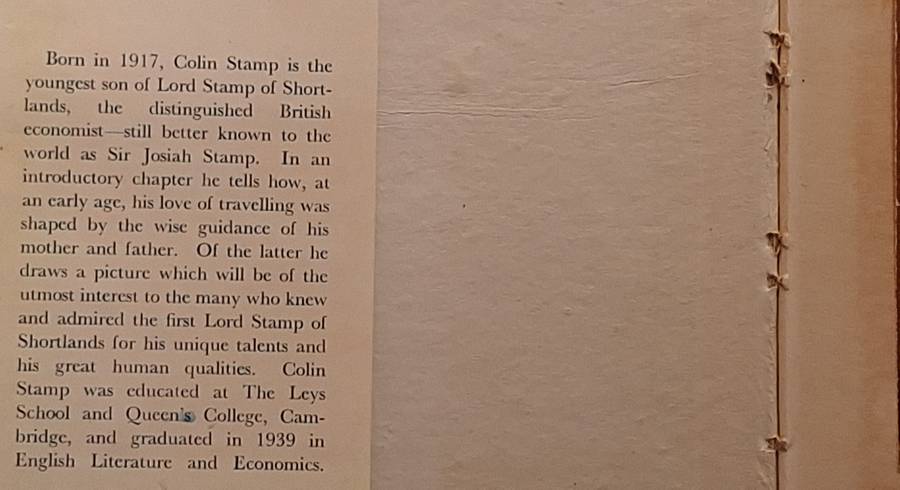 Born in 1917, Colin Stamp is the
youngest son of Lord Stamp of Short-
lands, the distinguished British
economist—still better known to the
world as Sir Josiah Stamp. In an
introductory chapter he tells how, at
an early age, his love of travelling was
shaped by the wise guidance of his
mother and father. Of the latter he
draws a picture which will be of the
utmost interest to the many who knew
and admired the first Lord Stamp of
Shortlands for his unique talents and
his great human qualities. Colin
Stamp was educated at The Leys
School and Queen's College, Cam-
bridge, and graduated in 1939 in
English Literature and Economics.